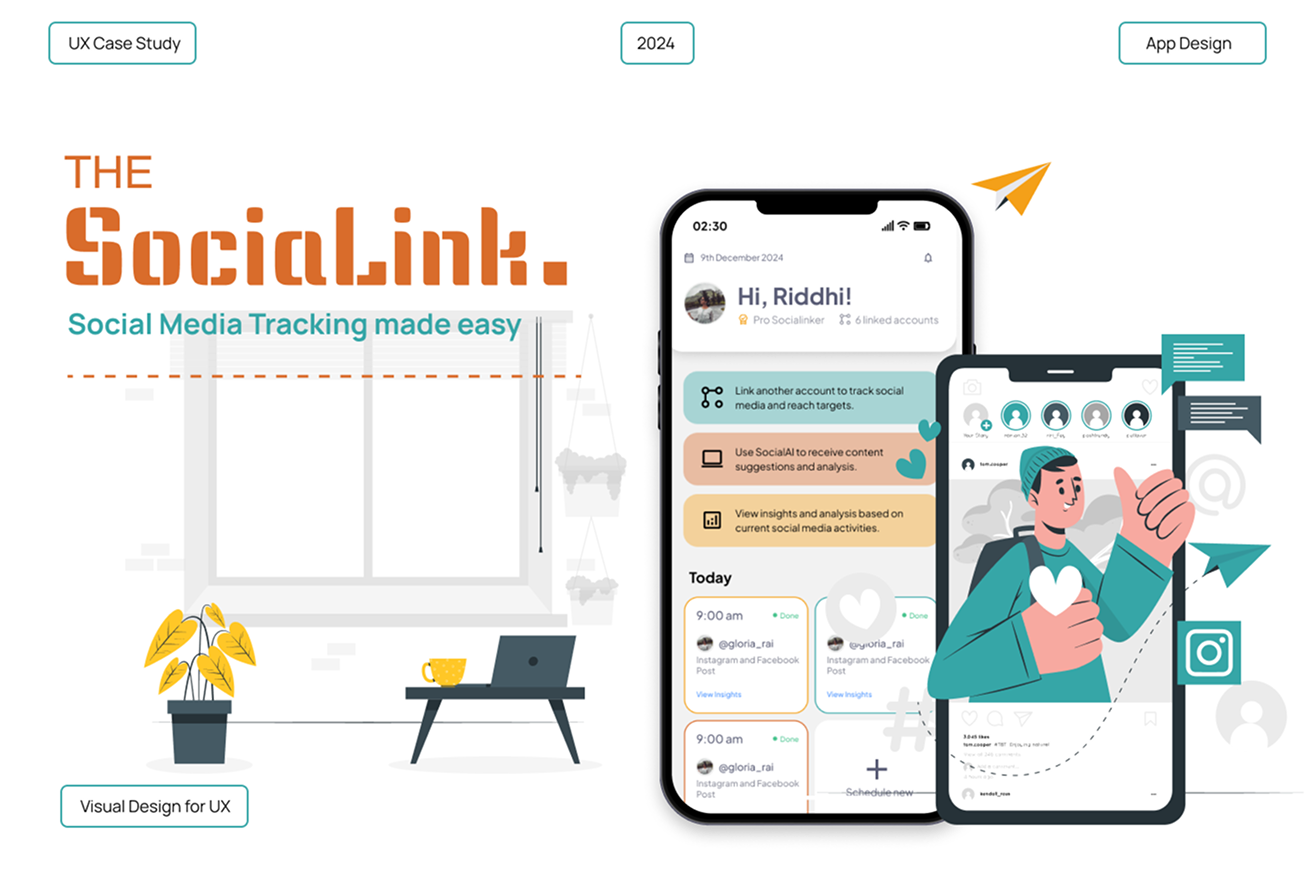 UX Case Study
2024
App Design
THE
SociaLink.
Social Media Tracking made easy
02:30
9th December 2024
Hi, Riddhi!
Pro Socialinker
6 linked accounts
Link another account to track social
media and reach targets.
Use SocialAI to receive content
suggestions and analysis.
View insights and analysis based on
current social media activities.
Today
9:00 am
Done
@gloria_rai
Instagram and Facebook
Post
View Insights
Done
@gloria_rai
Instagram and Facebook
Post
View Insights
9:00 am
Done
@gloria_rai
Instagram and Facebook
Post
Schedule new
Your Diary
tom.cooper
3.045 likes
tom.cooper #TBT Enjoying nature!
kendall_rose
Visual Design for UX